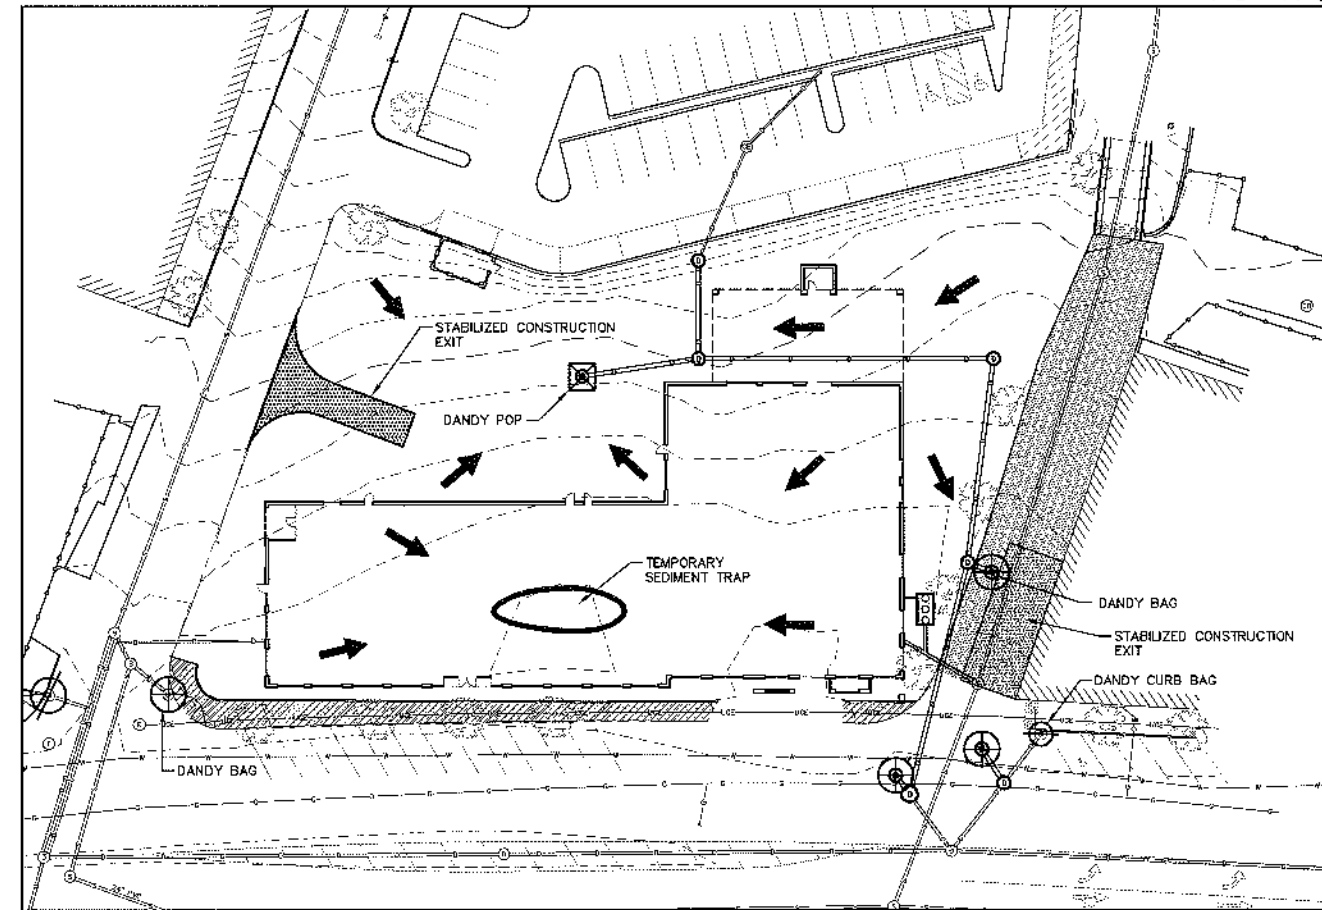 STABILIZED CONSTRUCTION
EXIT
DANDY POP
TEMPORARY
SEDIMENT TRAP
DANDY BAG
STABILIZED CONSTRUCTION
EXIT
DANDY CURB BAG
DANDY BAG